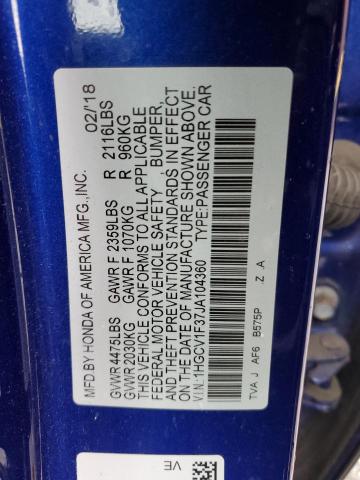 MFD BY HONDA OF AMERICA MFG.,INC. 02/'18
GVWR 4475LBS GAWR F 2359LBS R 2116LBS
GVWR 2030KG GAWR F 1070KG R 960KG
THIS VEHICLE CONFORMS TO ALL APPLICABLE
FEDERAL MOTOR VEHICLE SAFETY , BUMPER,
AND THEFT PREVENTION STANDARDS IN EFFECT
ON THE DATE OF MANUFACTURE SHOWN ABOVE.
VIN:1HGCV1F37JA104360 TYPE:PASSENGER CAR
TVA J AF6 B575P Z A
VE